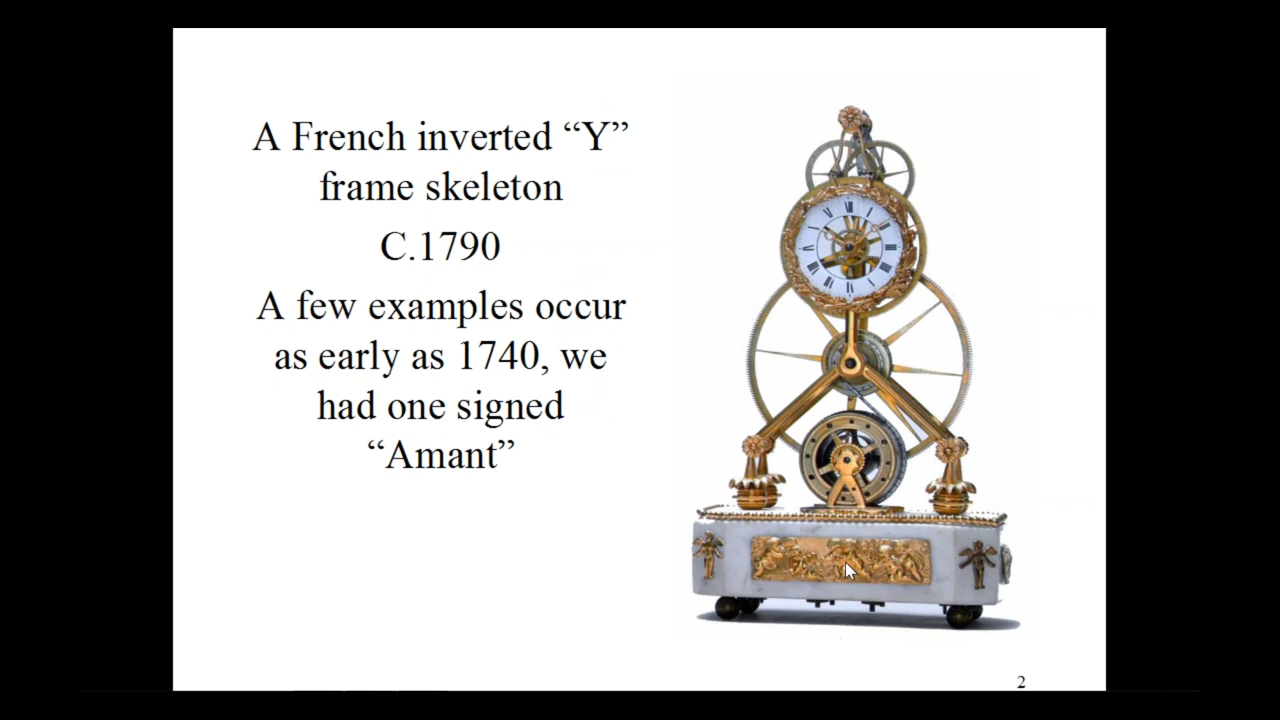 A French inverted “Y”
frame skeleton
C.1790
A few examples occur
as early as 1740, we
had one signed
“Amant”
2